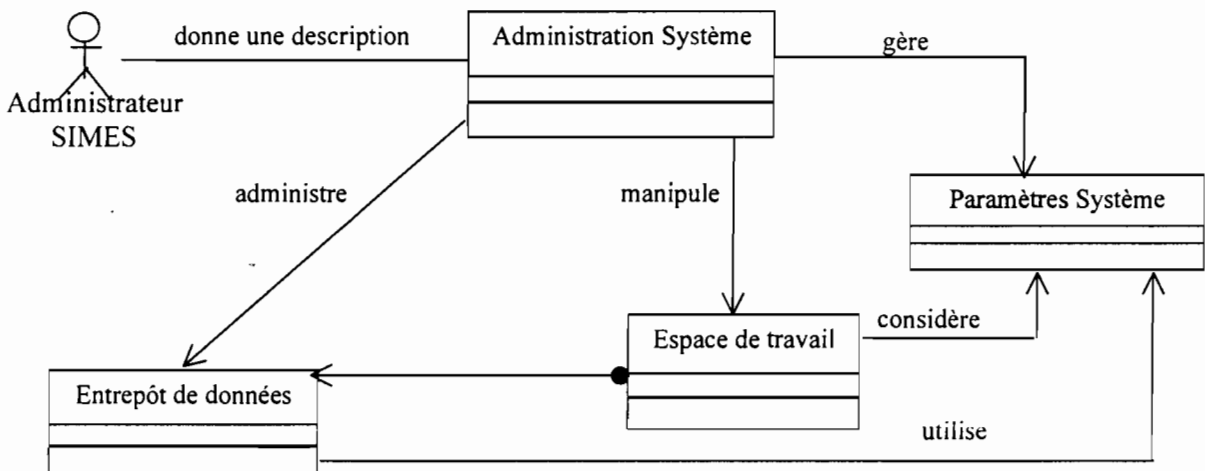 donne une description
Administration Système
gère
Administrateur
SIMES
administre
manipule
Paramètres Système
Espace de travail
considère
Entrepôt de données
utilise